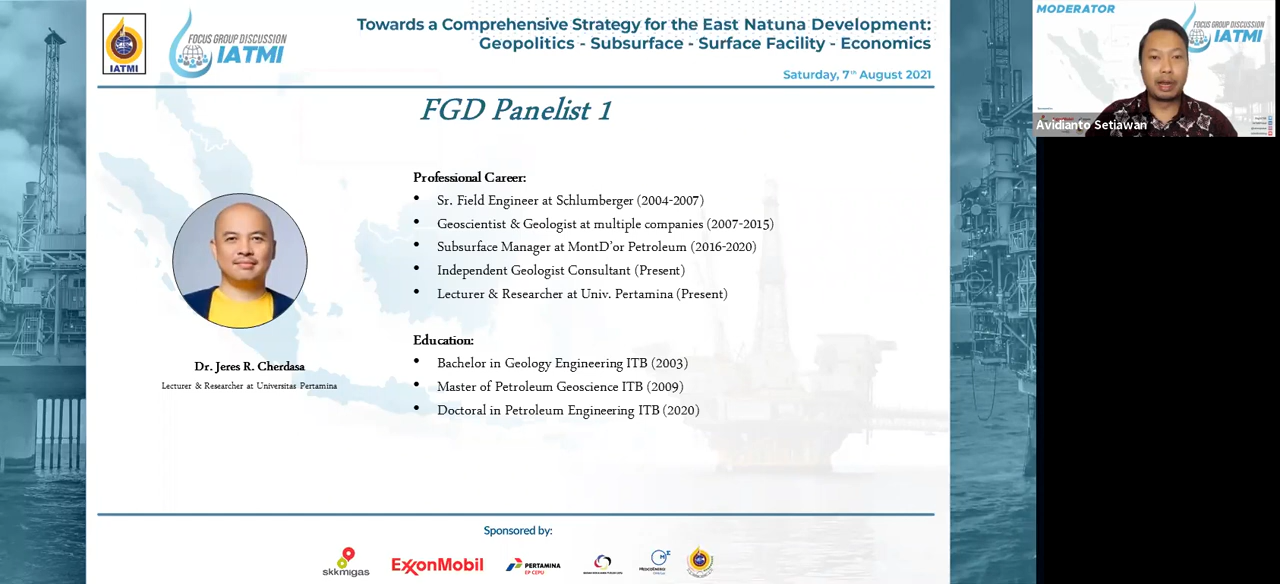 IATMI
FOCUS GROUP DISCUSSION
IATMI
Towards a Comprehensive Strategy for the East Natuna Development:
Geopolitics - Subsurface - Surface Facility - Economics
Saturday, 7th August 2021
FGD Panelist 1
Professional Career:
• Sr. Field Engineer at Schlumberger (2004-2007)
• Geoscientist & Geologist at multiple companies (2007-2015)
• Subsurface Manager at MontD'or Petroleum (2016-2020)
• Independent Geologist Consultant (Present)
• Lecturer & Researcher at Univ. Pertamina (Present)
Education:
• Bachelor in Geology Engineering ITB (2003)
• Master of Petroleum Geoscience ITB (2009)
• Doctoral in Petroleum Engineering ITB (2020)
Dr. Jeres R. Cherdasa
Lecturer & Researcher at Universitas Pertamina
Sponsored by:
skkmigas
ExxonMobil
PERTAMINA
EP CEPU
MODERATOR
FOCUS GROUP DISCUSSION
IATMI
Avidianto Setiawan